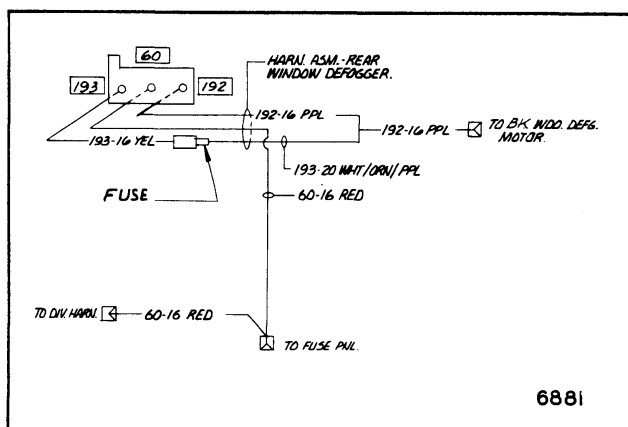 60
193
192
HARN. ASM.-REAR
WINDOW DEFOGGER.
192-16 PPL
192-16 PPL
TO BK WDO. DEFG.
MOTOR.
193-16 YEL
193-20 WHT/ORN/PPL
FUSE
60-16 RED
TO DIV. HARN.
60-16 RED
TO FUSE PNL.
6881